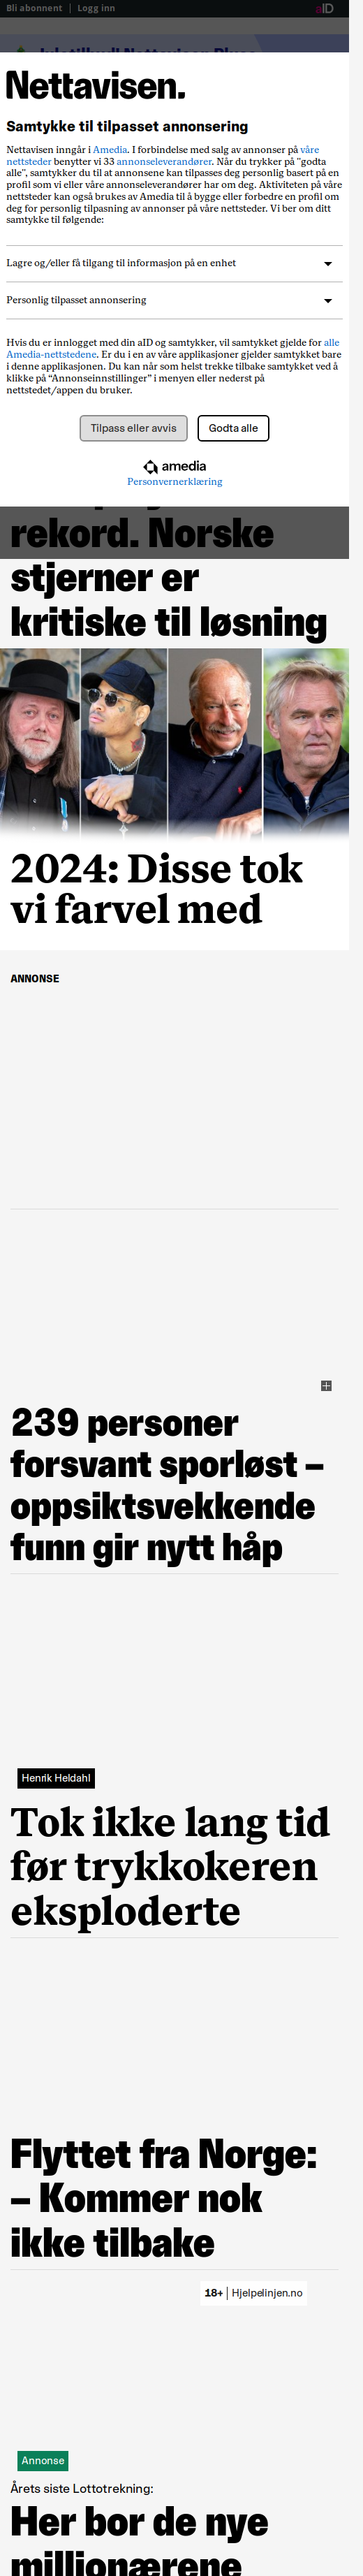 Bli abonnent | Logg inn
aID
Nettavisen.
Samtykke til tilpasset annonsering
Nettavisen inngår i Amedia. I forbindelse med salg av annonser på våre
nettsteder benytter vi 33 annonseleverandører. Når du trykker på "godta
alle", samtykker du til at annonsene kan tilpasses deg personlig basert på en
profil som vi eller våre annonseleverandører har om deg. Aktiviteten på våre
nettsteder kan også brukes av Amedia til å bygge eller forbedre en profil om
deg for personlig tilpasning av annonser på våre nettsteder. Vi ber om ditt
samtykke til følgende:
Lagre og/eller få tilgang til informasjon på en enhet
Personlig tilpasset annonsering
Hvis du er innlogget med din aID og samtykker, vil samtykket gjelde for alle
Amedia-nettstedene. Er du i en av våre applikasjoner gjelder samtykket bare
i denne applikasjonen. Du kan når som helst trekke tilbake samtykket ved å
klikke på “Annonseinnstillinger” i menyen eller nederst på
nettstedet/appen du bruker.
Tilpass eller avvis
Godta alle
amedia
Personvernerklæring
rekord. Norske
stjerner er
kritiske til løsning
2024: Disse tok
vi farvel med
ANNONSE
239 personer
forsvant sporløst –
oppsiktsvekkende
funn gir nytt håp
Henrik Heldahl
Tok ikke lang tid
før trykkokeren
eksploderte
Flyttet fra Norge:
– Kommer nok
ikke tilbake
18+ | Hjelpelinjen.no
Annonse
Årets siste Lottotrekning:
Her bor de nye
millionærene